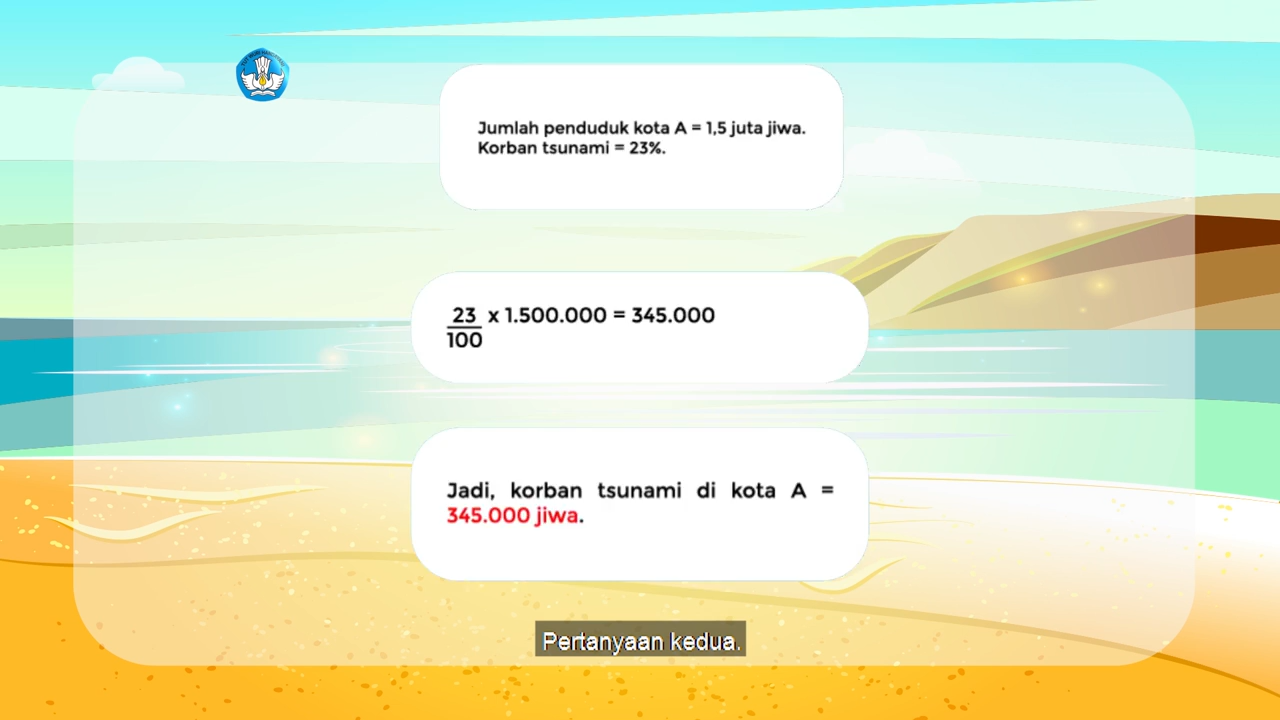 Jumlah penduduk kota A = 1,5 juta jiwa.
Korban tsunami = 23%.
23
100 x 1.500.000 = 345.000
Jadi, korban tsunami di kota A =
345.000 jiwa.
Pertanyaan kedua.